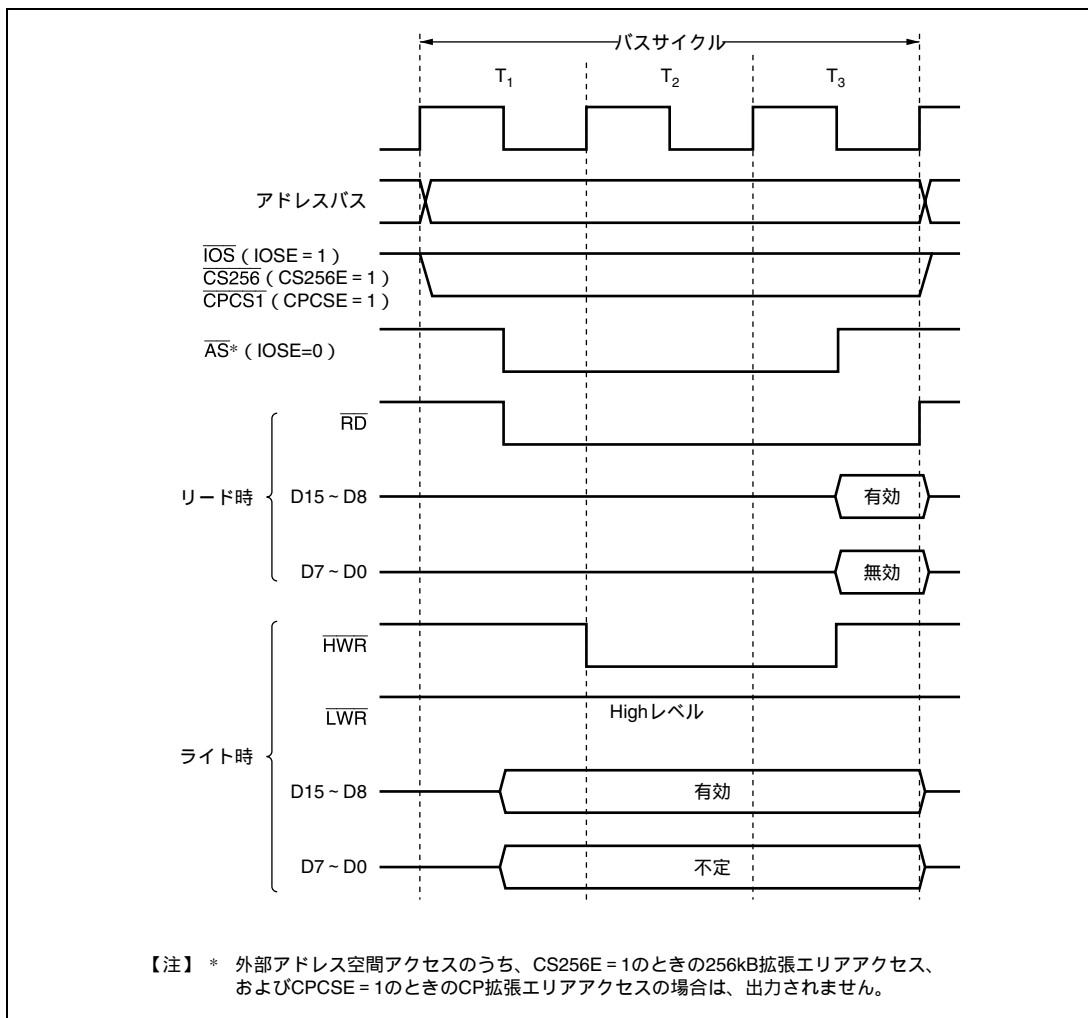 バスサイクル
T1 T2 T3
アドレスバス
IOS ( IOSE = 1 )
CS256 ( CS256E = 1 )
CPCS1 ( CPCSE = 1 )
AS* ( IOSE=0 )
リード時
RD
D15 ~ D8 有効
D7 ~ D0 無効
ライト時
HWR
LWR Highレベル
D15 ~ D8 有効
D7 ~ D0 不定
【注】 * 外部アドレス空間アクセスのうち、CS256E = 1のときの256kB拡張エリアアクセス、
およびCPCSE = 1のときのCP拡張エリアアクセスの場合は、出力されません。